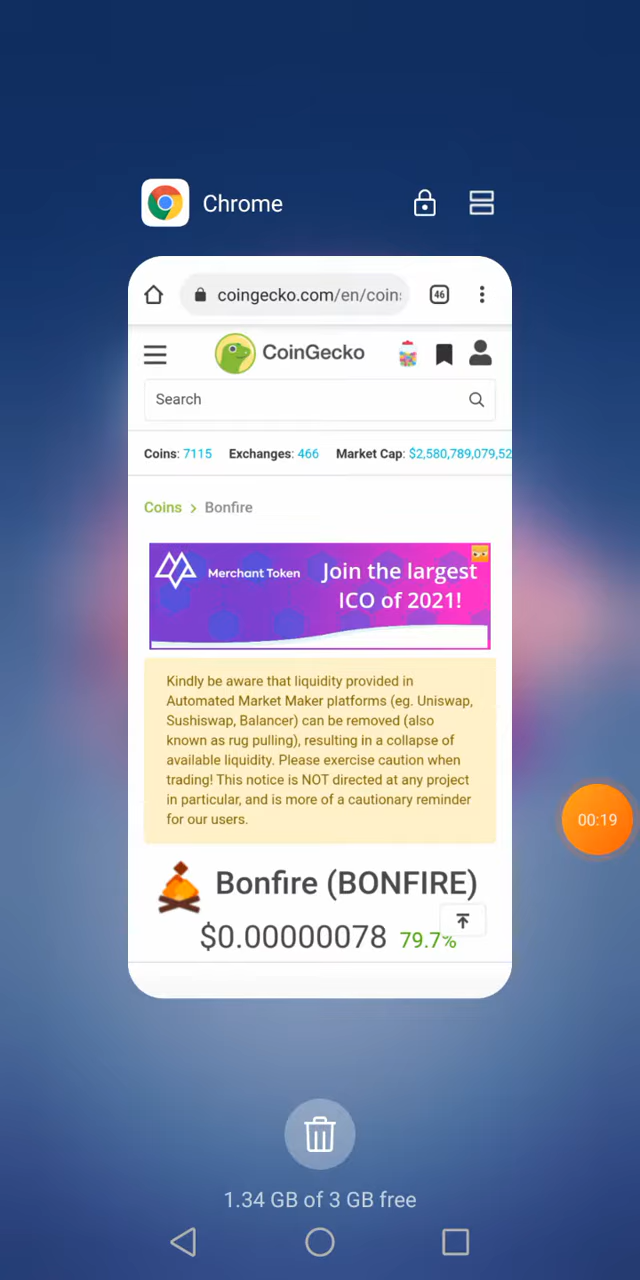 Chrome
coingecko.com/en/coin
46
CoinGecko
Search
Coins: 7115 Exchanges: 466 Market Cap: $2,580,789,079,52
Coins > Bonfire
Merchant Token
Join the largest
ICO of 2021!
Kindly be aware that liquidity provided in
Automated Market Maker platforms (eg. Uniswap,
Sushiswap, Balancer) can be removed (also
known as rug pulling), resulting in a collapse of
available liquidity. Please exercise caution when
trading! This notice is NOT directed at any project
in particular, and is more of a cautionary reminder
for our users.
00:19
Bonfire (BONFIRE)
$0.00000078 79.7%
1.34 GB of 3 GB free